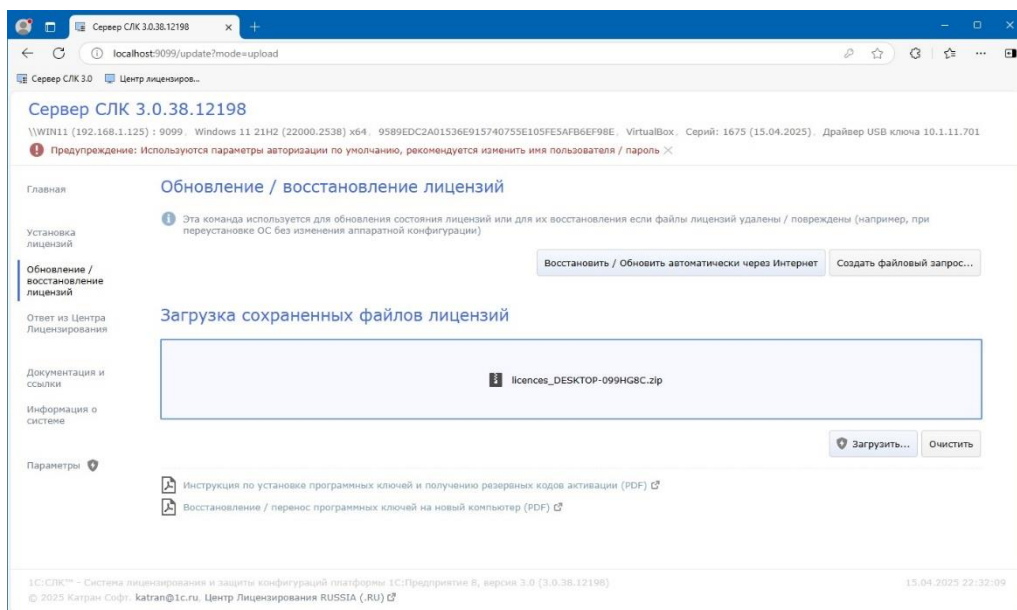 Сервер СЛК 3.0.38.12198
localhost:9099/update?mode=upload
Сервер СЛК 3.0 Центр лицензиров...
Сервер СЛК 3.0.38.12198
\\WIN11 (192.168.1.125) : 9099, Windows 11 21H2 (22000.2538) x64, 9589EDC2A01536E915740755E105FE5AFB6EF98E, VirtualBox, Серий: 1675 (15.04.2025), Драйвер USB ключа 10.1.11.701
Предупреждение: Используются параметры авторизации по умолчанию, рекомендуется изменить имя пользователя / пароль
Главная
Установка
лицензий
Обновление /
восстановление
лицензий
Ответ из Центра
Лицензирования
Документация и
ссылки
Информация о
системе
Параметры
Обновление / восстановление лицензий
Эта команда используется для обновления состояния лицензий или для их восстановления если файлы лицензий удалены / повреждены (например, при
переустановке ОС без изменения аппаратной конфигурации)
Восстановить / Обновить автоматически через Интернет Создать файловый запрос...
Загрузка сохраненных файлов лицензий
licences_DESKTOP-099HG8C.zip
Загрузить... Очистить
Инструкция по установке программных ключей и получению резервных кодов активации (PDF)
Восстановление / перенос программных ключей на новый компьютер (PDF)
1С:СЛК™ - Система лицензирования и защиты конфигураций платформы 1С:Предприятие 8, версия 3.0 (3.0.38.12198) 15.04.2025 22:32:09
© 2025 Катран Софт. katran@1c.ru, Центр Лицензирования RUSSIA (.RU)